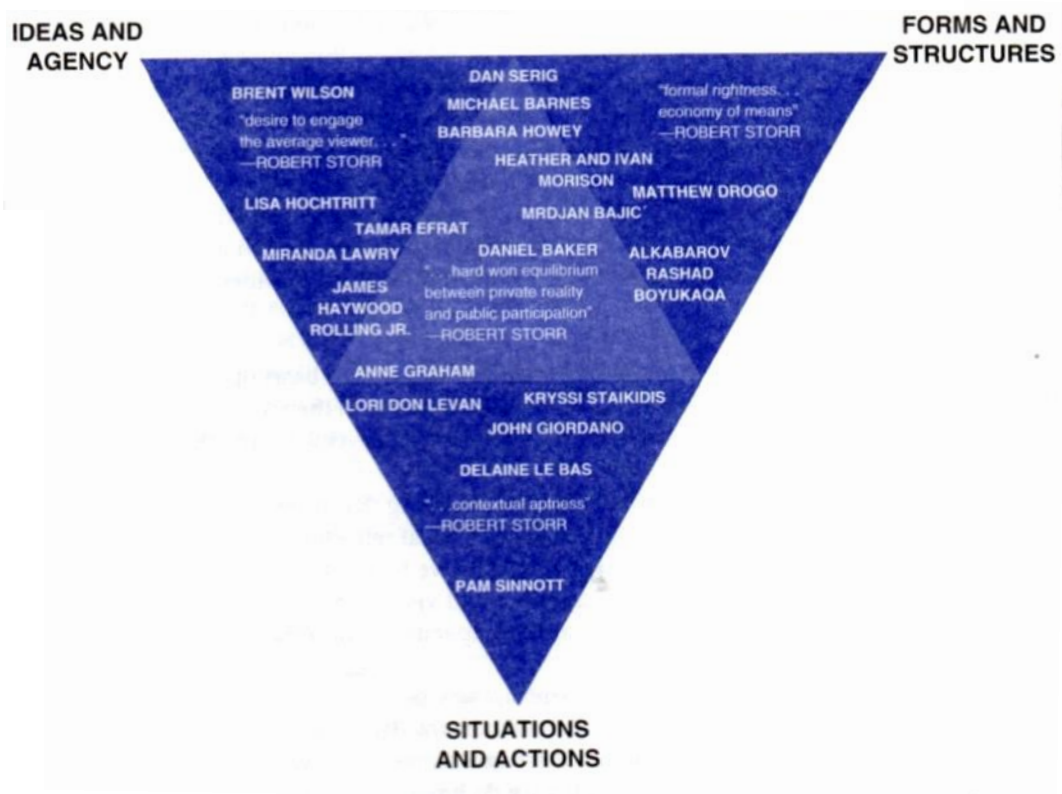 IDEAS AND
AGENCY
FORMS AND
STRUCTURES
DAN SERIG
BRENT WILSON
MICHAEL BARNES
"formal rightness. . .
economy of means"
—ROBERT STORR
"desire to engage
the average viewer. . . "
—ROBERT STORR
BARBARA HOWEY
HEATHER AND IVAN
MORISON
MATTHEW DROGO
LISA HOCHTRITT
MRDJAN BAJIC´
TAMAR EFRAT
MIRANDA LAWRY
DANIEL BAKER
ALKABAROV
RASHAD
BOYUKAQA
". . .hard won equilibrium
between private reality
and public participation"
—ROBERT STORR
JAMES
HAYWOOD
ROLLING JR.
ANNE GRAHAM
LORI DON LEVAN
KRYSSI STAIKIDIS
JOHN GIORDANO
DELAINE LE BAS
". . .contextual aptness"
—ROBERT STORR
PAM SINNOTT
SITUATIONS
AND ACTIONS